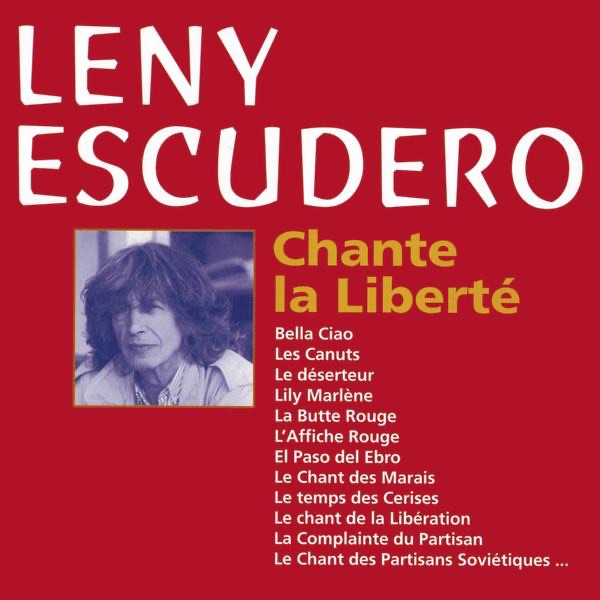 LENY
ESCUDERO
Chante
la Liberté
Bella Ciao
Les Canuts
Le déserteur
Lily Marlène
La Butte Rouge
L'Affiche Rouge
El Paso del Ebro
Le Chant des Marais
Le temps des Cerises
Le chant de la Libération
La Complainte du Partisan
Le Chant des Partisans Soviétiques ...